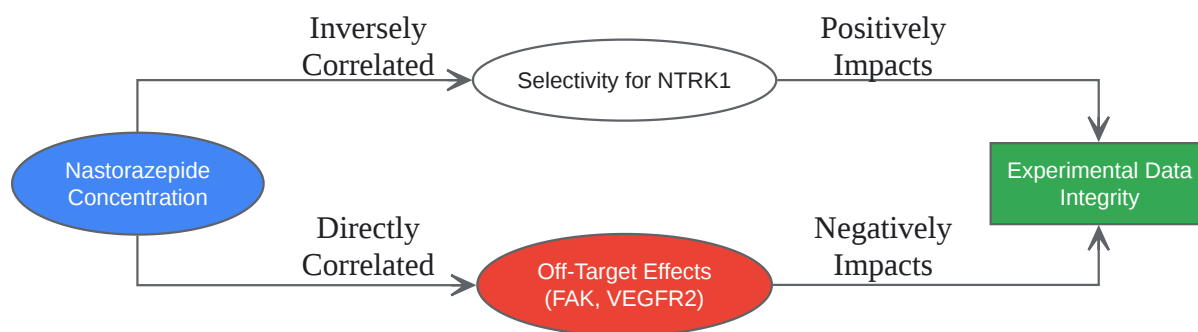 Inversely
Correlated
Positively
Impacts
Selectivity for NTRK1
Nastorazepide
Concentration
Experimental Data
Integrity
Directly
Correlated
Negatively
Impacts
Off-Target Effects
(FAK, VEGFR2)